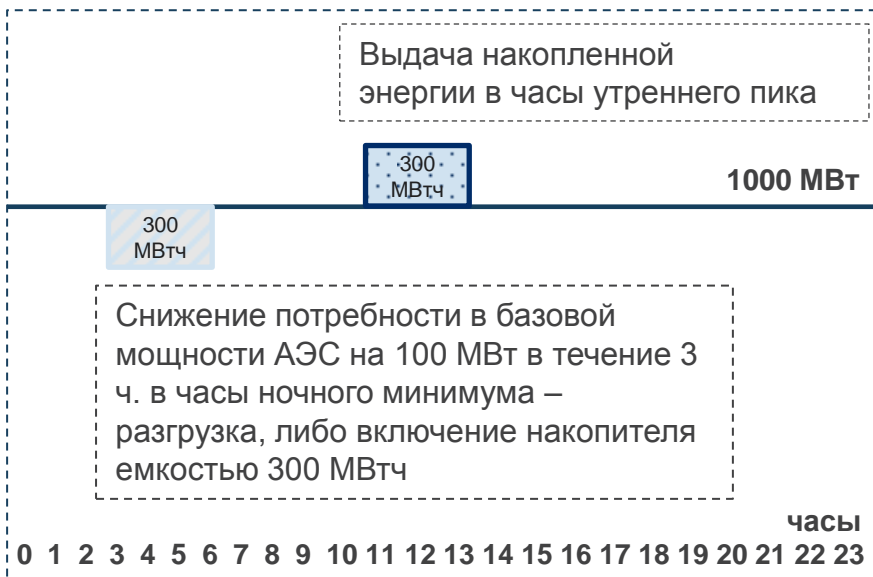 Выдача накопленной
энергии в часы утреннего пика
300
МВтч
1000 МВт
300
МВтч
Снижение потребности в базовой
мощности АЭС на 100 МВт в течение 3
ч. в часы ночного минимума –
разгрузка, либо включение накопителя
емкостью 300 МВтч
часы
0 1 2 3 4 5 6 7 8 9 10 11 12 13 14 15 16 17 18 19 20 21 22 23